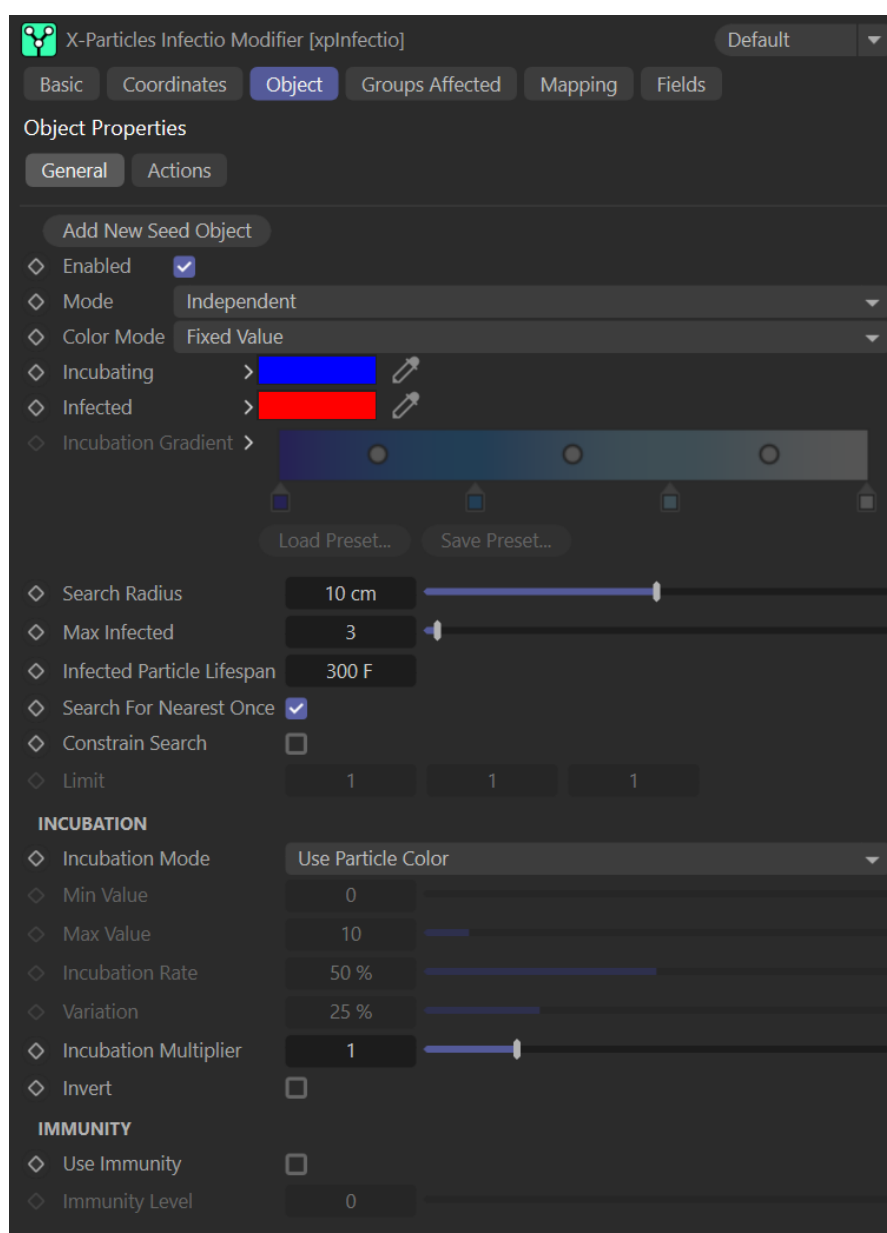 X-Particles Infectio Modifier [xpInfectio] Default
Basic Coordinates Object Groups Affected Mapping Fields
Object Properties
General Actions
Add New Seed Object
Enabled
Mode Independent
Color Mode Fixed Value
Incubating
Infected
Incubation Gradient
Load Preset... Save Preset...
Search Radius 10 cm
Max Infected 3
Infected Particle Lifespan 300 F
Search For Nearest Once
Constrain Search
Limit 1 1 1
INCUBATION
Incubation Mode Use Particle Color
Min Value 0
Max Value 10
Incubation Rate 50 %
Variation 25 %
Incubation Multiplier 1
Invert
IMMUNITY
Use Immunity
Immunity Level 0